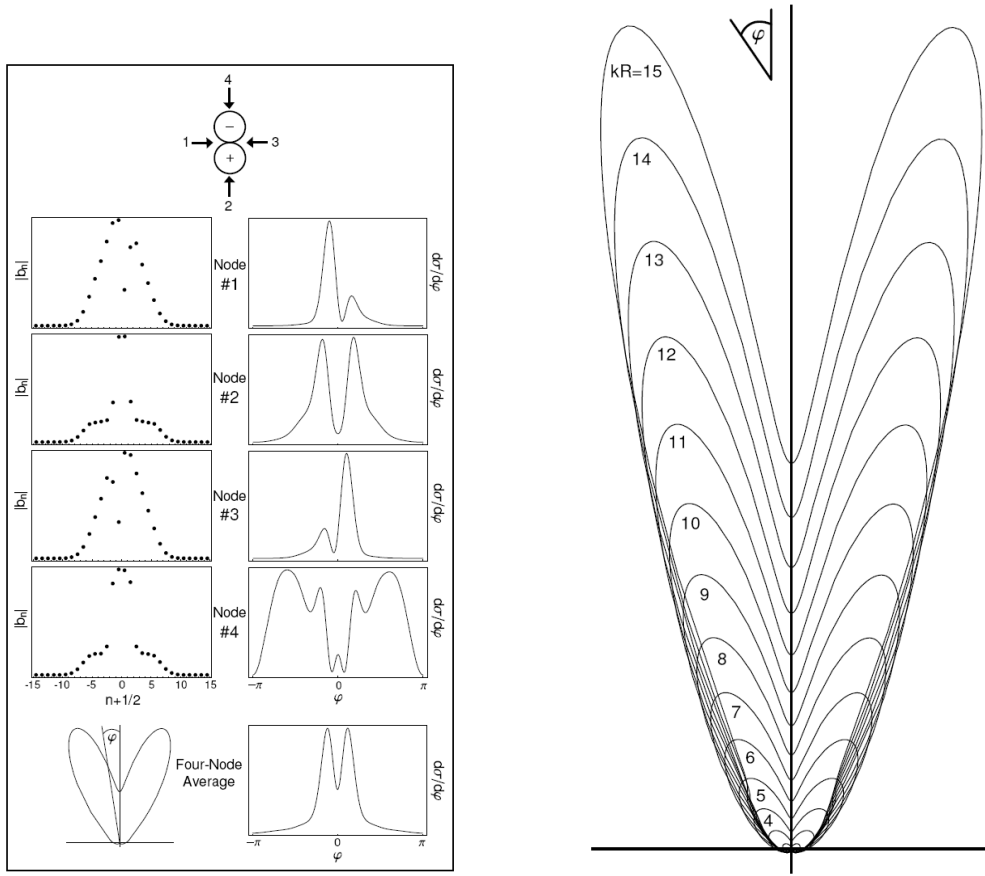 4
−
1
3
+
2
|bₙ|
Node
#1
dσ/dφ
|bₙ|
Node
#2
dσ/dφ
|bₙ|
Node
#3
dσ/dφ
|bₙ|
Node
#4
dσ/dφ
-15 -10 -5 0 5 10 15
n+1/2
−π 0 π
φ
φ
Four-Node
Average
dσ/dφ
−π 0 π
φ
φ
kR=15
14
13
12
11
10
9
8
7
6
5
4